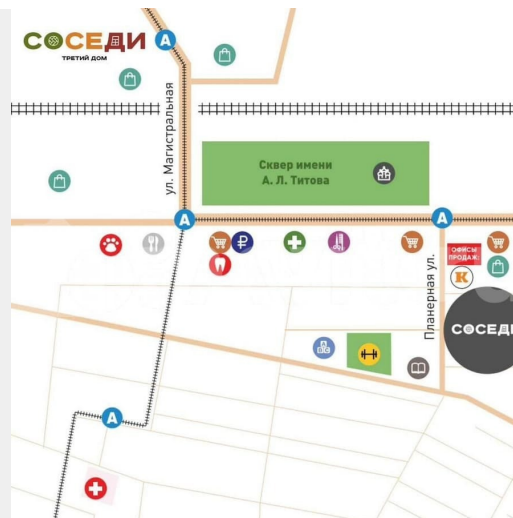 СОСЕДИ
ТРЕТИЙ ДОМ
А
ул. Магистральная
Сквер имени
А. Л. Титова
А
А
ОФИСЫ
ПРОДАЖ:
К
Планерная ул.
СОСЕДИ
А